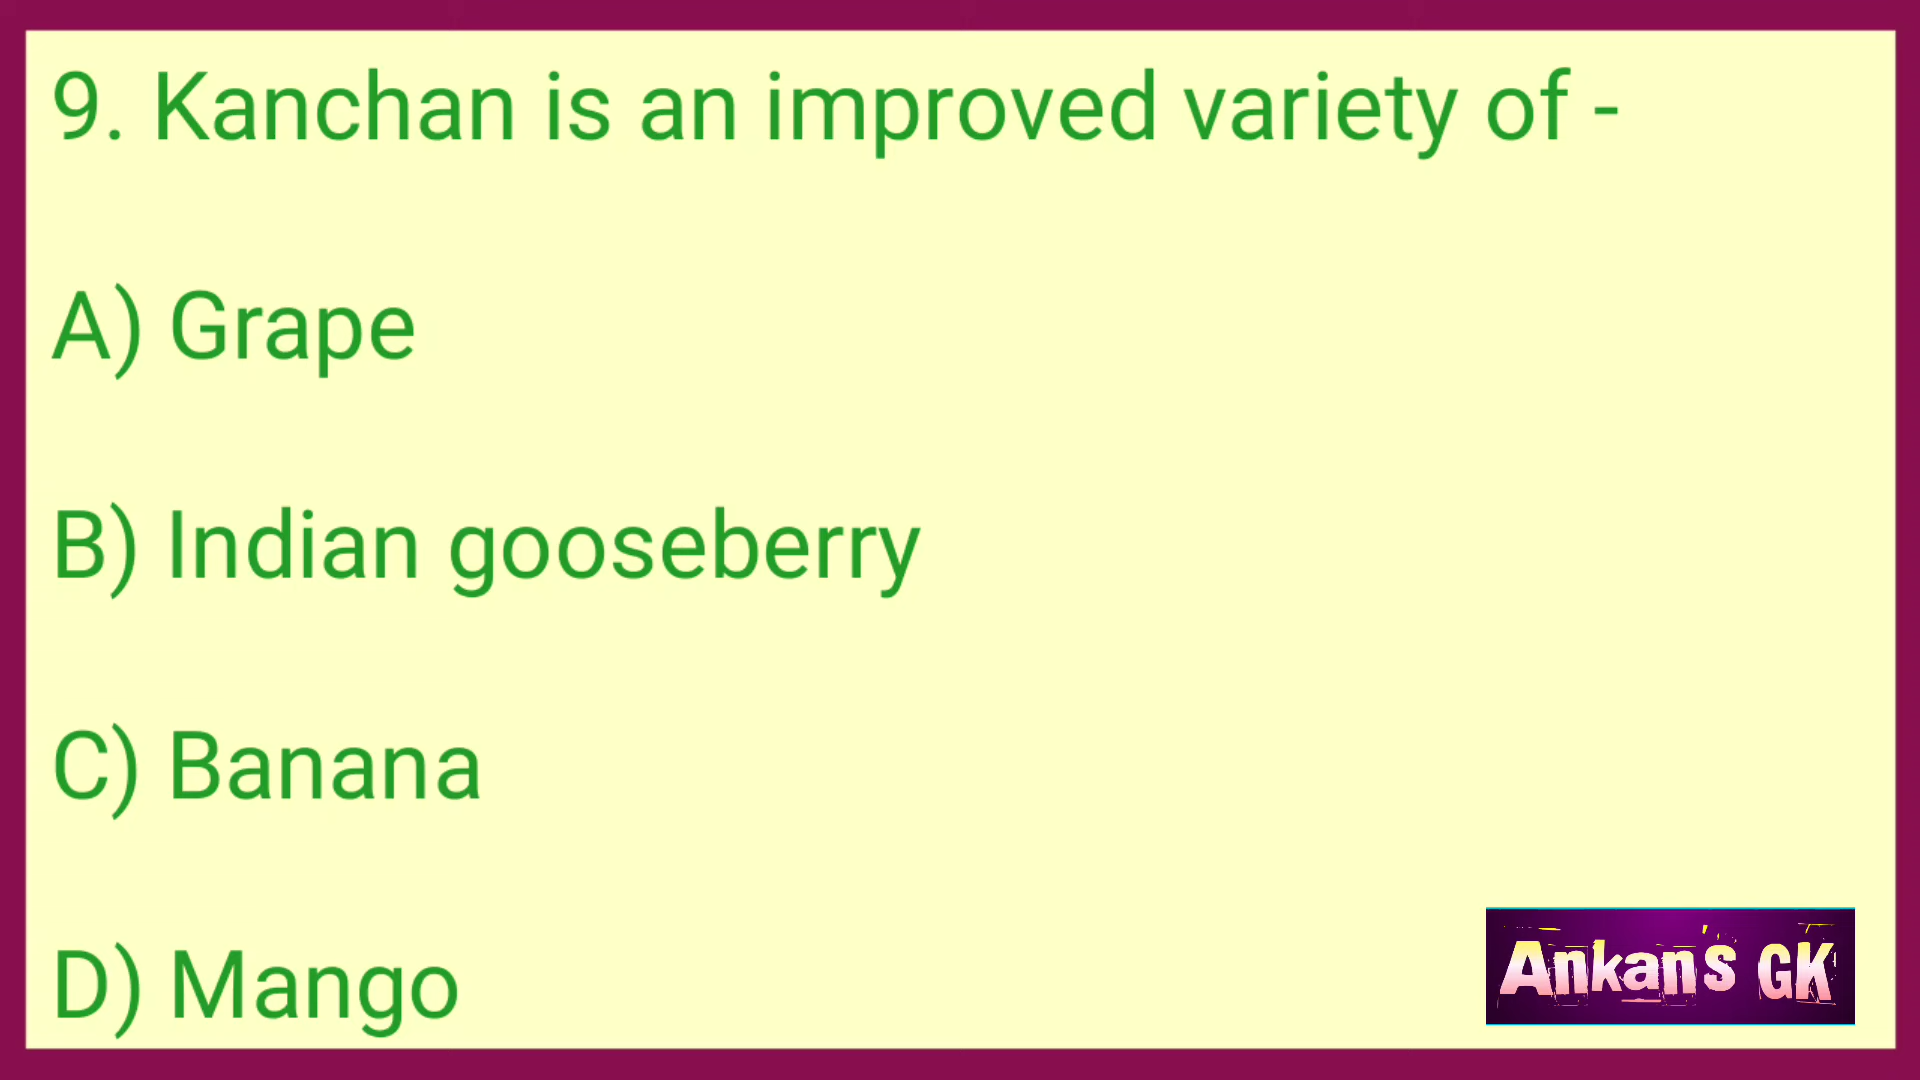 9. Kanchan is an improved variety of -
A) Grape
B) Indian gooseberry
C) Banana
D) Mango
Ankan's GK